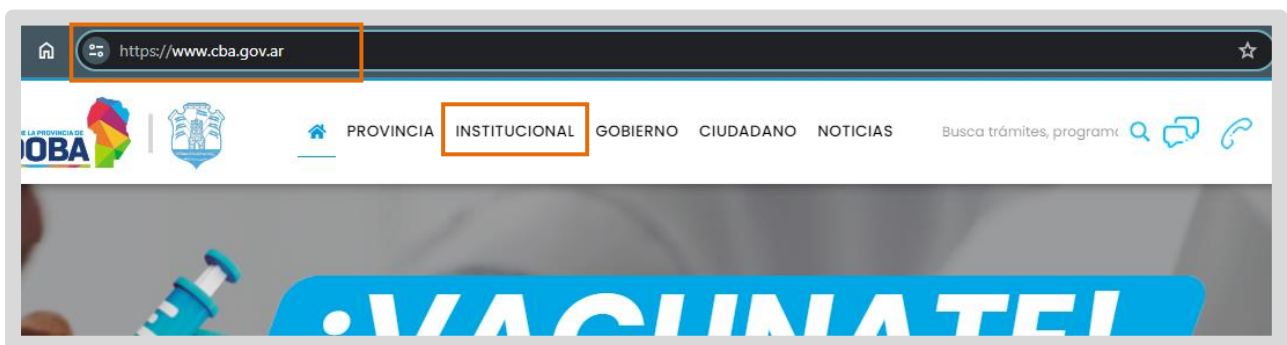 https://www.cba.gov.ar
DE LA PROVINCIA DE
OBA
PROVINCIA INSTITUCIONAL GOBIERNO CIUDADANO NOTICIAS Busca trámites, program
¡VACUNATE!